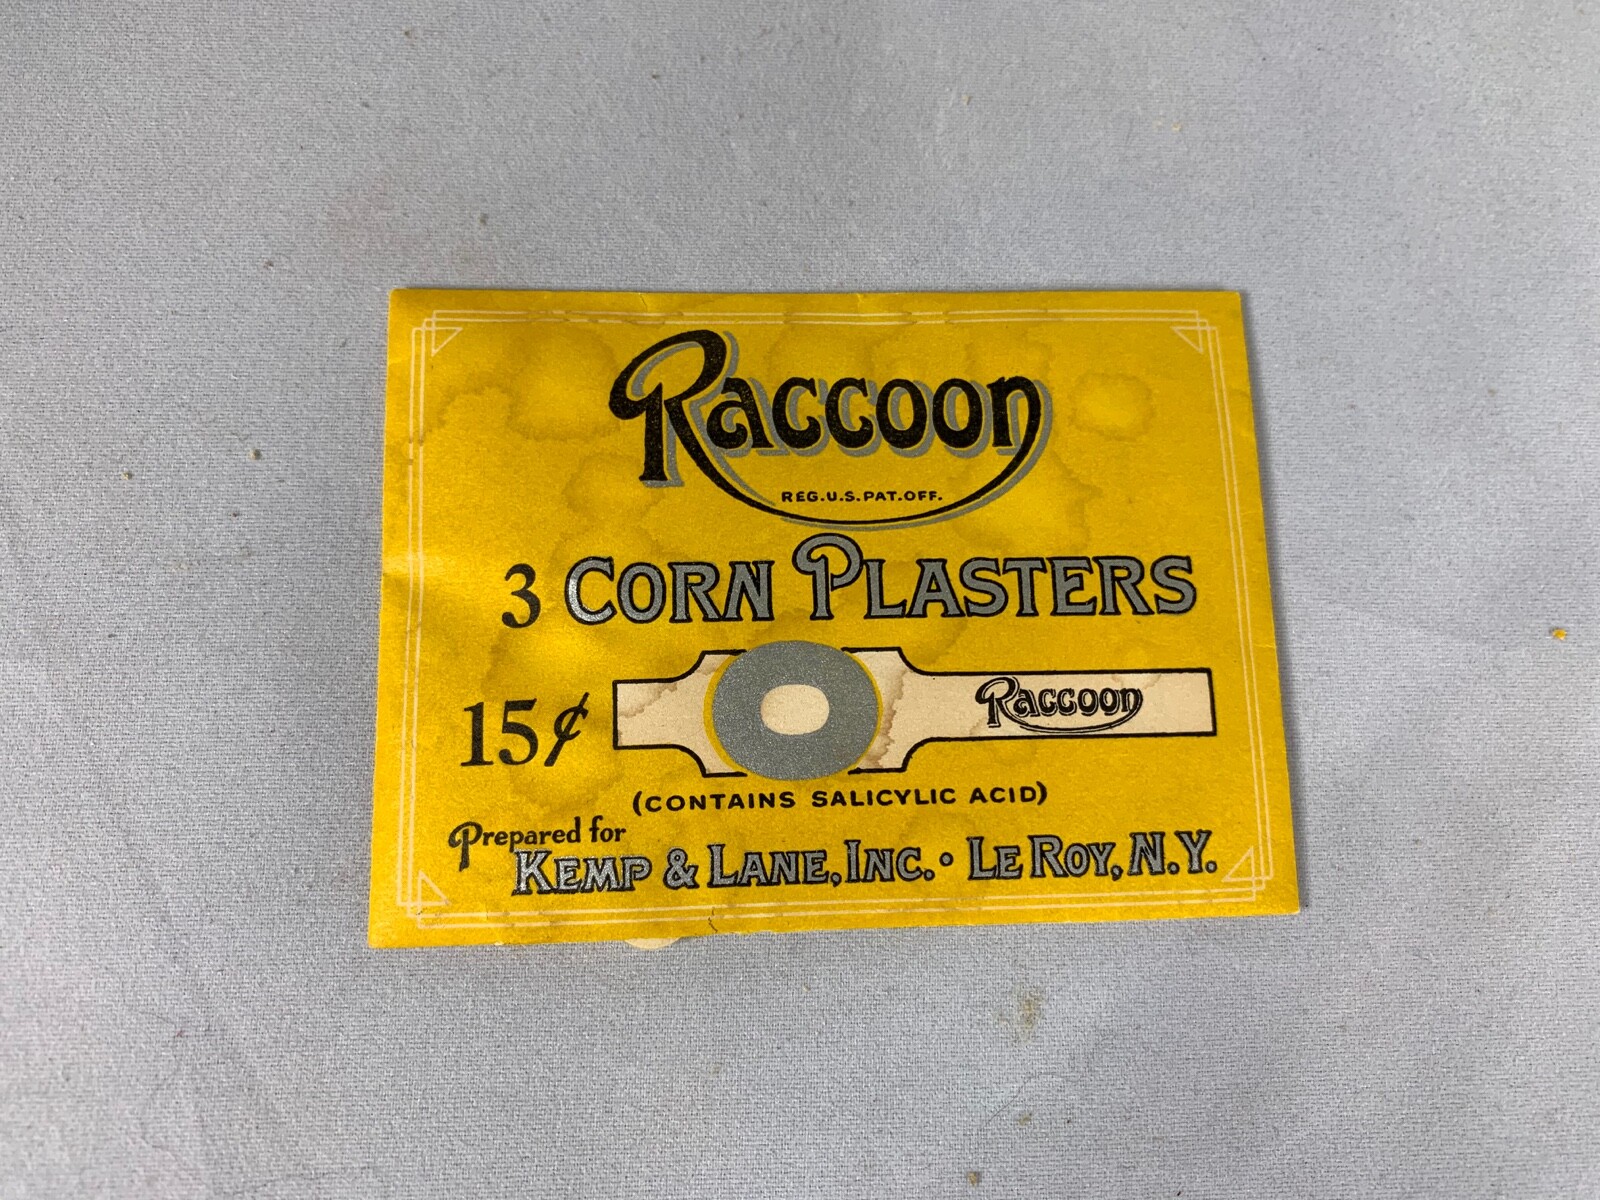 Raccoon
REG.U.S.PAT.OFF.
3 CORN PLASTERS
15¢
Raccoon
(CONTAINS SALICYLIC ACID)
Prepared for
KEMP & LANE, INC. • LE ROY, N.Y.